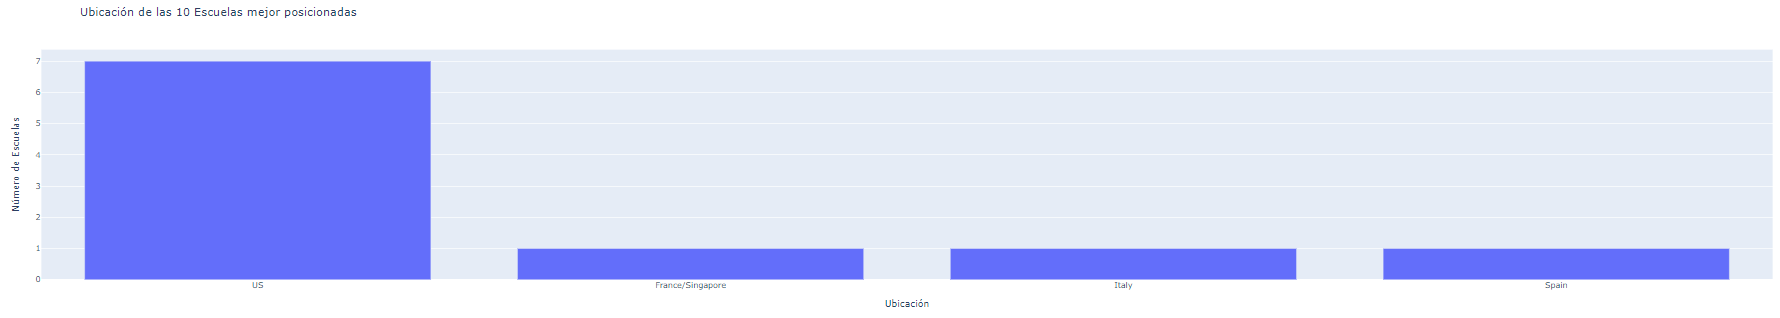 Ubicación de las 10 Escuelas mejor posicionadas
Número de Escuelas
7
6
5
4
3
2
1
0
US France/Singapore Italy Spain
Ubicación